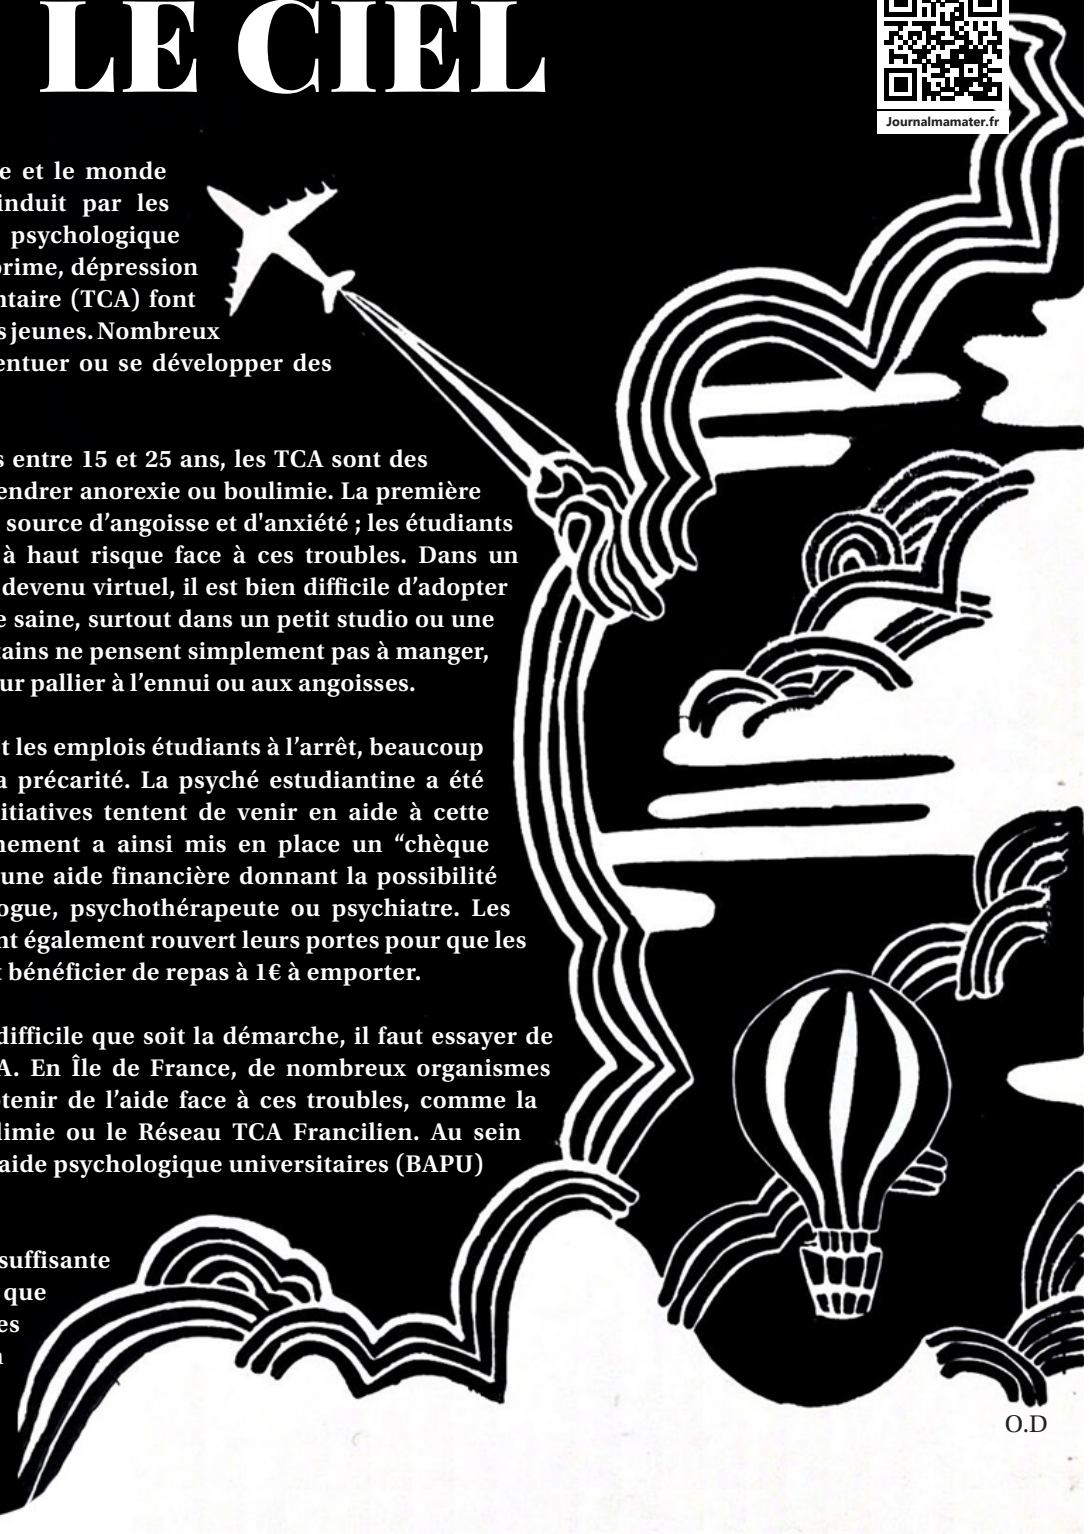 LE CIEL
Journalmamater.fr
e et le monde
induit par les
psychologique
prime, dépression
ntaire (TCA) font
s jeunes. Nombreux
entuer ou se développer des
s entre 15 et 25 ans, les TCA sont des
endrer anorexie ou boulimie. La première
source d’angoisse et d'anxiété ; les étudiants
à haut risque face à ces troubles. Dans un
devenu virtuel, il est bien difficile d’adopter
e saine, surtout dans un petit studio ou une
tains ne pensent simplement pas à manger,
ur pallier à l’ennui ou aux angoisses.
t les emplois étudiants à l’arrêt, beaucoup
a précarité. La psyché estudiantine a été
itiatives tentent de venir en aide à cette
nement a ainsi mis en place un “chèque
une aide financière donnant la possibilité
ogue, psychothérapeute ou psychiatre. Les
nt également rouvert leurs portes pour que les
t bénéficier de repas à 1€ à emporter.
difficile que soit la démarche, il faut essayer de
A. En Île de France, de nombreux organismes
btenir de l’aide face à ces troubles, comme la
limie ou le Réseau TCA Francilien. Au sein
aide psychologique universitaires (BAPU)
suffisante
que
es
O.D